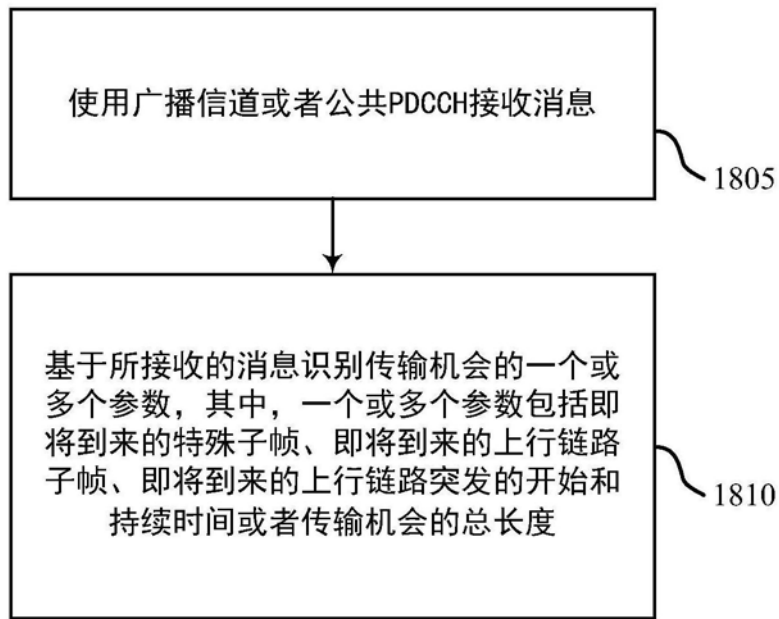 使用广播信道或者公共PDCCH接收消息
1805
基于所接收的消息识别传输机会的一个或
多个参数，其中，一个或多个参数包括即
将到来的特殊子帧、即将到来的上行链路
子帧、即将到来的上行链路突发的开始和
持续时间或者传输机会的总长度
1810